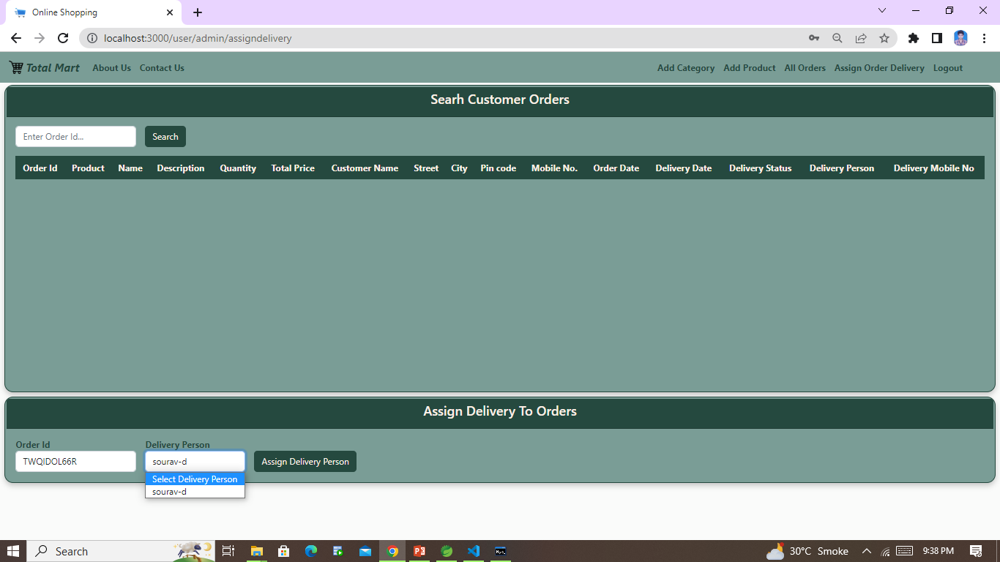 Online Shopping
localhost:3000/user/admin/assigndelivery
Total Mart About Us Contact Us Add Category Add Product All Orders Assign Order Delivery Logout
Searh Customer Orders
Enter Order Id... Search
Order Id Product Name Description Quantity Total Price Customer Name Street City Pin code Mobile No. Order Date Delivery Date Delivery Status Delivery Person Delivery Mobile No
Assign Delivery To Orders
Order Id Delivery Person
TWQIDOL66R sourav-d Assign Delivery Person
Select Delivery Person
sourav-d
Search 30°C Smoke 9:38 PM